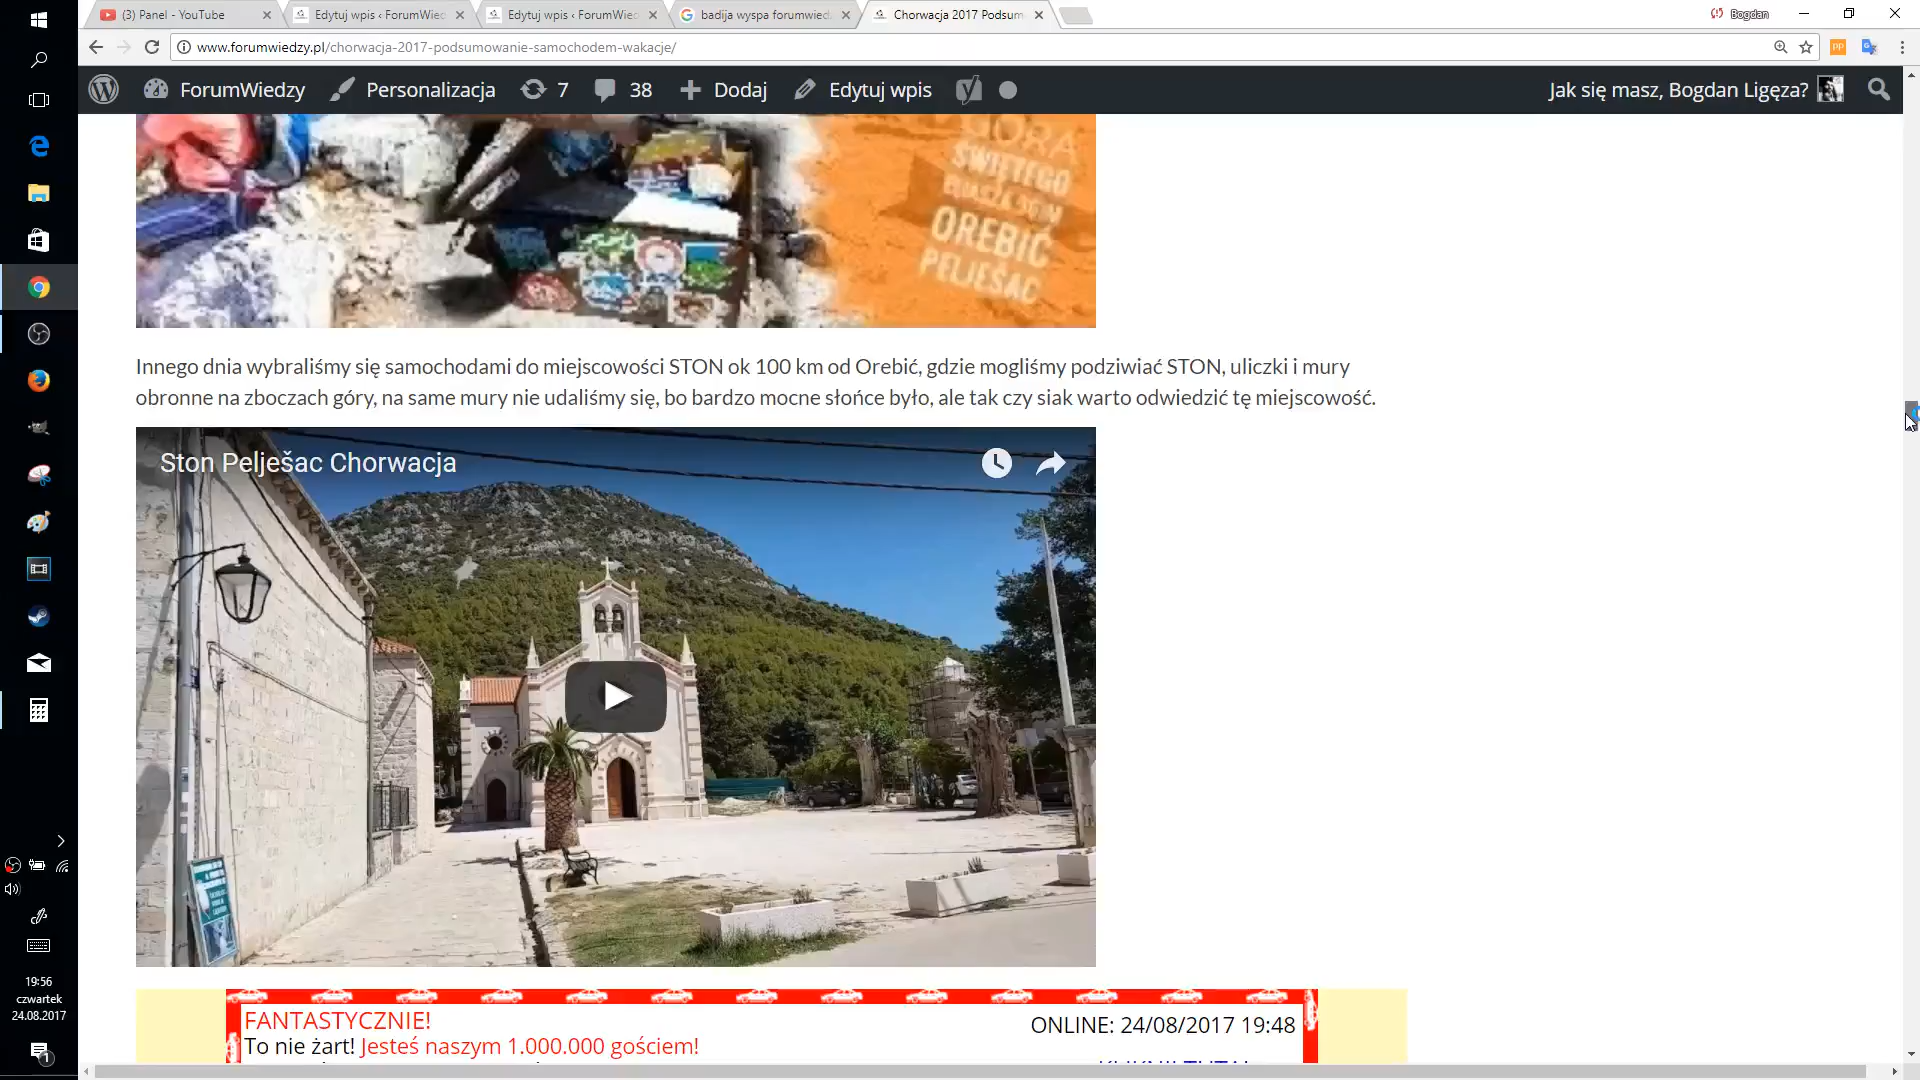 (3) Panel - YouTube
Edytuj wpis ‹ ForumWiedz
Edytuj wpis ‹ ForumWiedz
badija wyspa forumwied
Chorwacja 2017 Podsum
Bogdan
www.forumwiedzy.pl/chorwacja-2017-podsumowanie-samochodem-wakacje/
ForumWiedzy
Personalizacja
7
38
Dodaj
Edytuj wpis
Jak się masz, Bogdan Ligęza?
GÓRA
ŚWIĘTEGO
OREBIĆ
PELJEŠAC
Innego dnia wybraliśmy się samochodami do miejscowości STON ok 100 km od Orebić, gdzie mogliśmy podziwiać STON, uliczki i mury
obronne na zboczach góry, na same mury nie udaliśmy się, bo bardzo mocne słońce było, ale tak czy siak warto odwiedzić tę miejscowość.
Ston Pelješac Chorwacja
FANTASTYCZNIE!
ONLINE: 24/08/2017 19:48
To nie żart! Jesteś naszym 1.000.000 gościem!
19:56
czwartek
24.08.2017
1